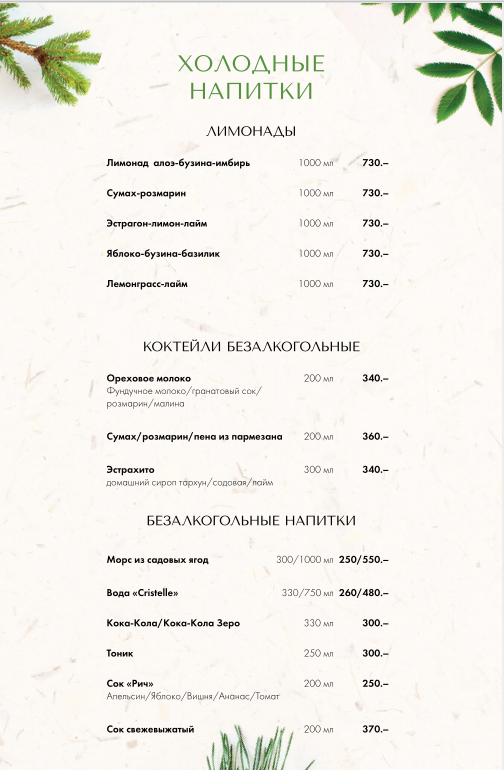 ХОЛОДНЫЕ
НАПИТКИ
ЛИМОНАДЫ
Лимонад алоэ-бузина-имбирь 1000 мл 730.–
Сумах-розмарин 1000 мл 730.–
Эстрагон-лимон-лайм 1000 мл 730.–
Яблоко-бузина-базилик 1000 мл 730.–
Лемонграсс-лайм 1000 мл 730.–
КОКТЕЙЛИ БЕЗАЛКОГОЛЬНЫЕ
Ореховое молоко 200 мл 340.–
Фундучное молоко/гранатовый сок/
розмарин/малина
Сумах/розмарин/пена из пармезана 200 мл 360.–
Эстрахито 300 мл 340.–
домашний сироп тархун/содовая/лайм
БЕЗАЛКОГОЛЬНЫЕ НАПИТКИ
Морс из садовых ягод 300/1000 мл 250/550.–
Вода «Cristelle» 330/750 мл 260/480.–
Кока-Кола/Кока-Кола Зеро 330 мл 300.–
Тоник 250 мл 300.–
Сок «Рич» 200 мл 250.–
Апельсин/Яблоко/Вишня/Ананас/Томат
Сок свежевыжатый 200 мл 370.–